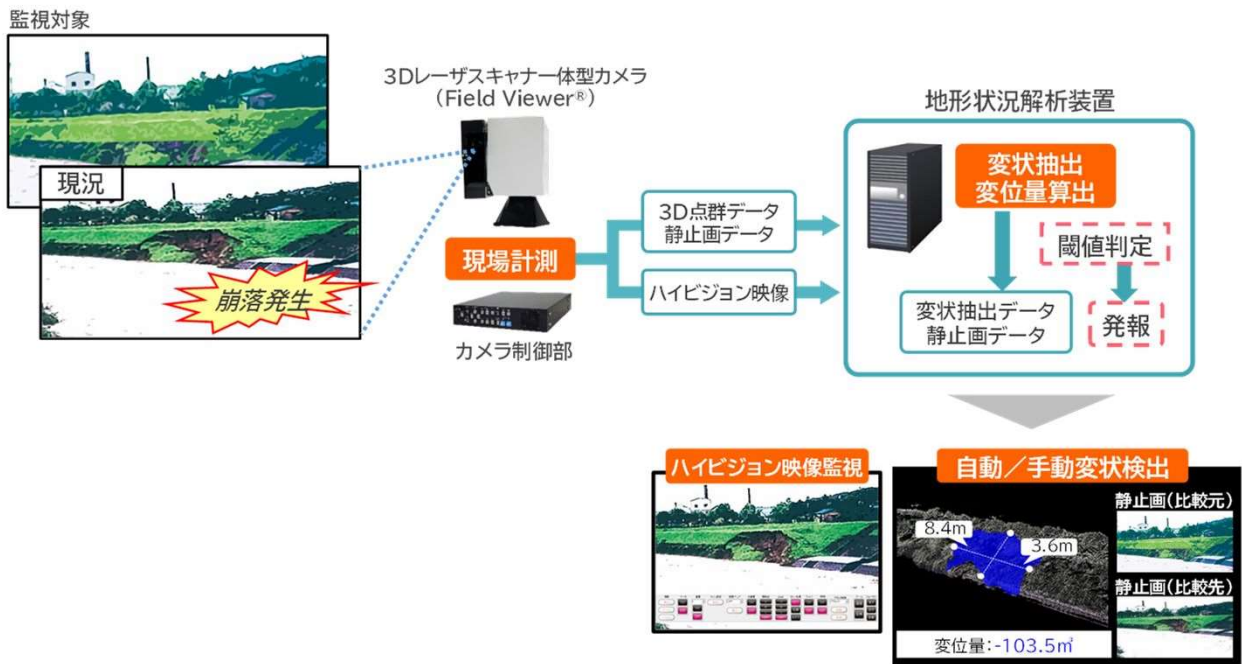 監視対象
現況
崩落発生
3Dレーザスキャナ一体型カメラ
（Field Viewer®）
現場計測
カメラ制御部
3D点群データ
静止画データ
ハイビジョン映像
地形状況解析装置
変状抽出
変位量算出
閾値判定
変状抽出データ
静止画データ
発報
ハイビジョン映像監視
自動／手動変状検出
静止画(比較元)
8.4m
3.6m
静止画(比較先)
変位量:-103.5㎥